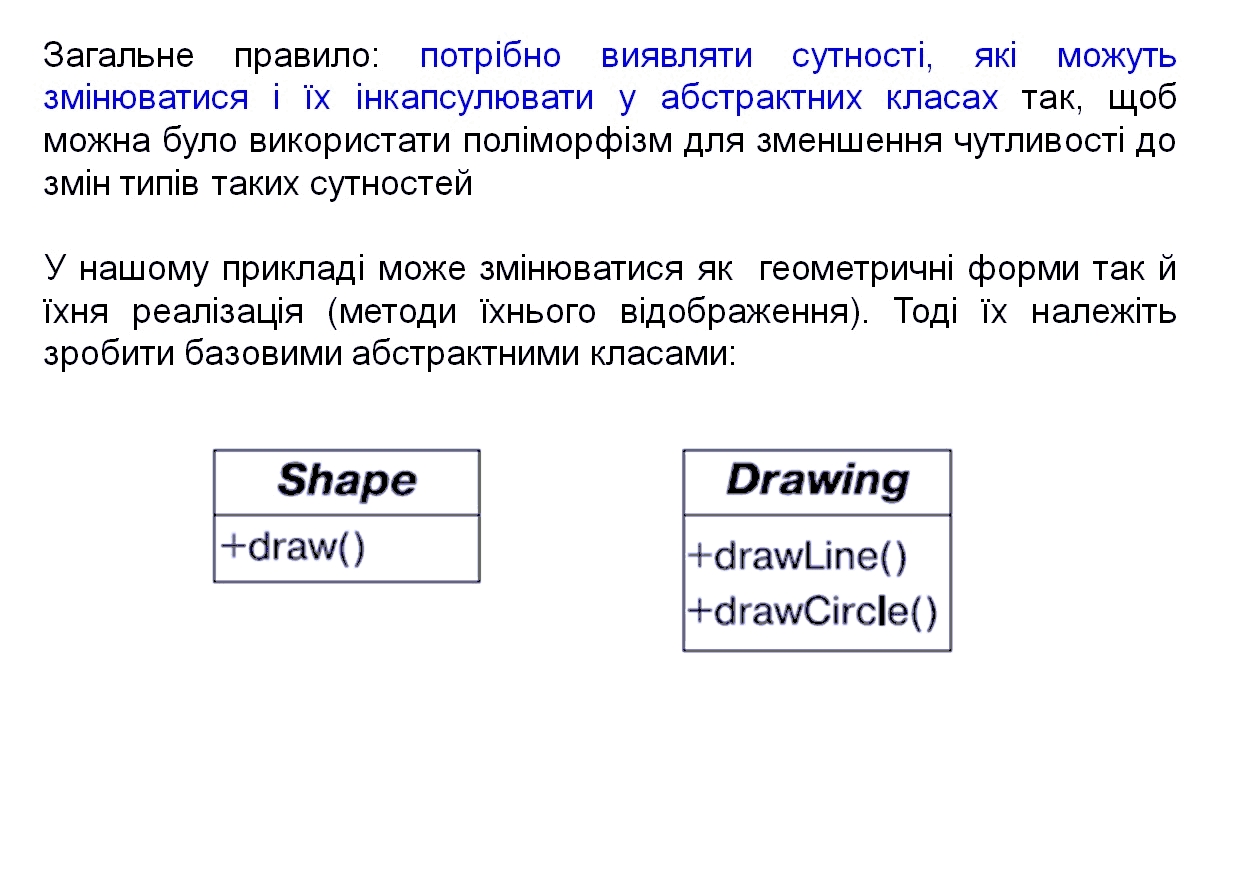 Загальне правило: потрібно виявляти сутності, які можуть
змінюватися і їх інкапсулювати у абстрактних класах так, щоб
можна було використати поліморфізм для зменшення чутливості до
змін типів таких сутностей
У нашому прикладі може змінюватися як геометричні форми так й
їхня реалізація (методи їхнього відображення). Тоді їх належіть
зробити базовими абстрактними класами:
Shape
+draw()
Drawing
+drawLine()
+drawCircle()